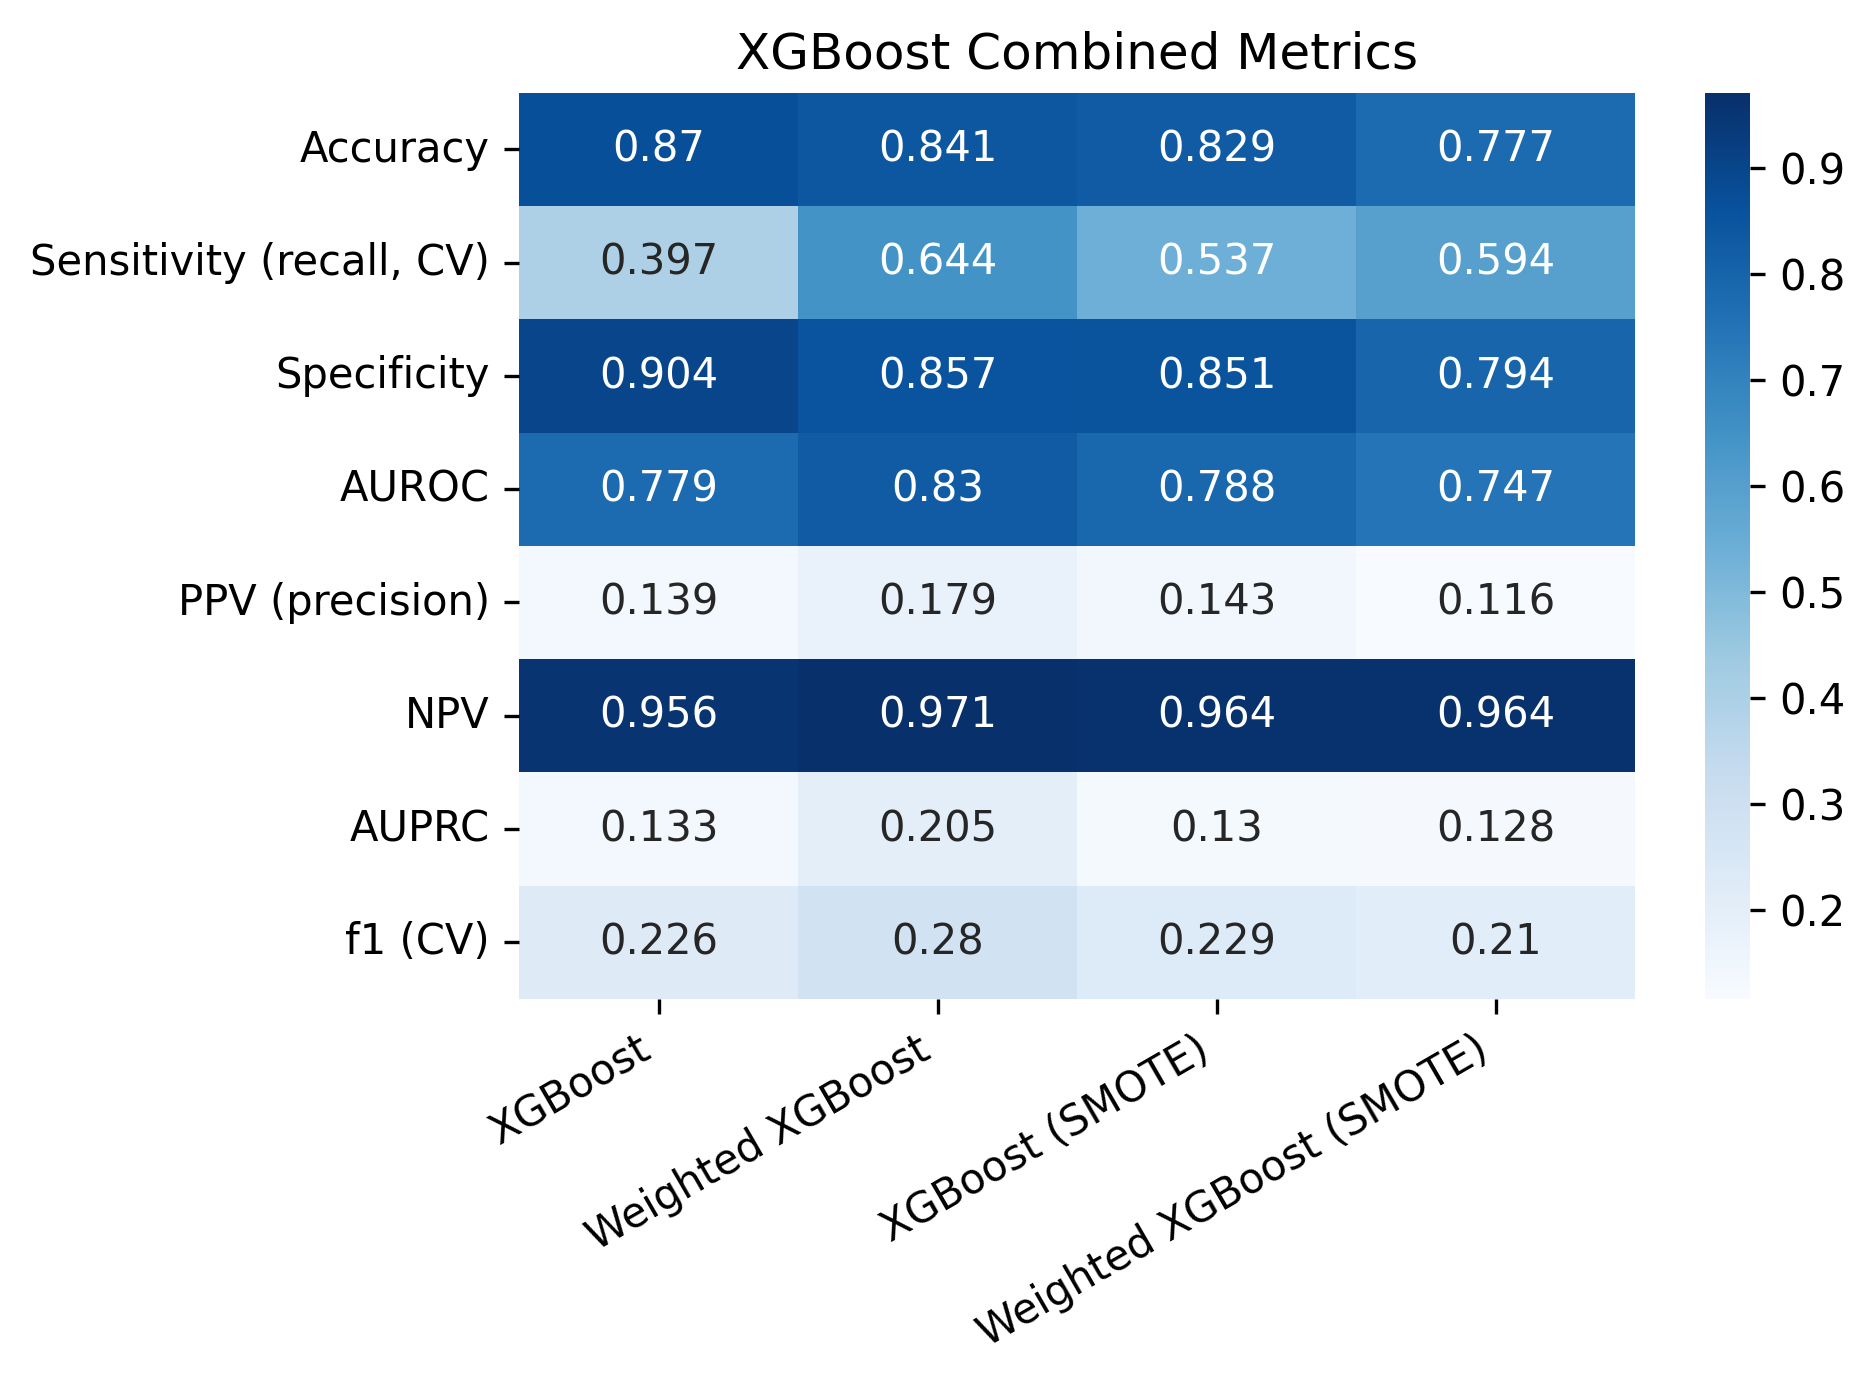 XGBoost Combined Metrics
Accuracy 0.87 0.841 0.829 0.777
Sensitivity (recall, CV) 0.397 0.644 0.537 0.594
Specificity 0.904 0.857 0.851 0.794
AUROC 0.779 0.83 0.788 0.747
PPV (precision) 0.139 0.179 0.143 0.116
NPV 0.956 0.971 0.964 0.964
AUPRC 0.133 0.205 0.13 0.128
f1 (CV) 0.226 0.28 0.229 0.21
XGBoost
Weighted XGBoost
XGBoost (SMOTE)
Weighted XGBoost (SMOTE)
0.9
0.8
0.7
0.6
0.5
0.4
0.3
0.2